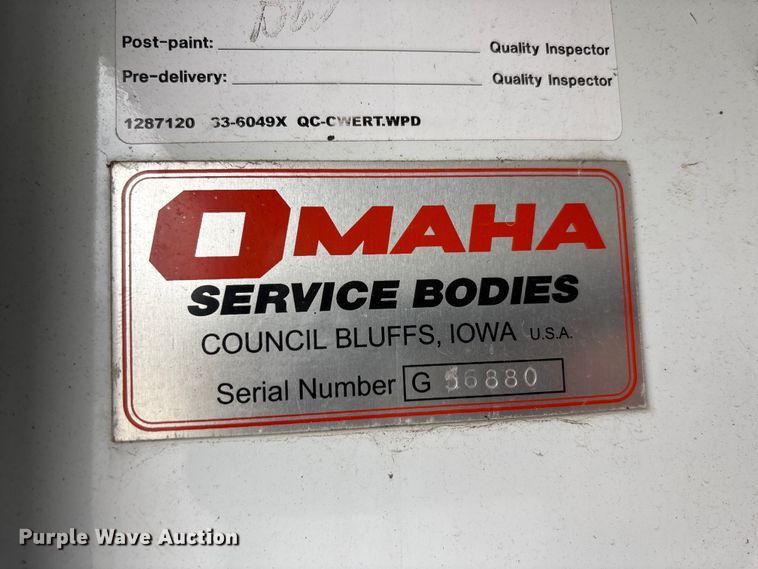 Post-paint: Quality Inspector
Pre-delivery: Quality Inspector
1287120 33-6049X QC-CWERT.WPD
OMAHA
SERVICE BODIES
COUNCIL BLUFFS, IOWA U.S.A.
Serial Number G 56880
Purple Wave Auction